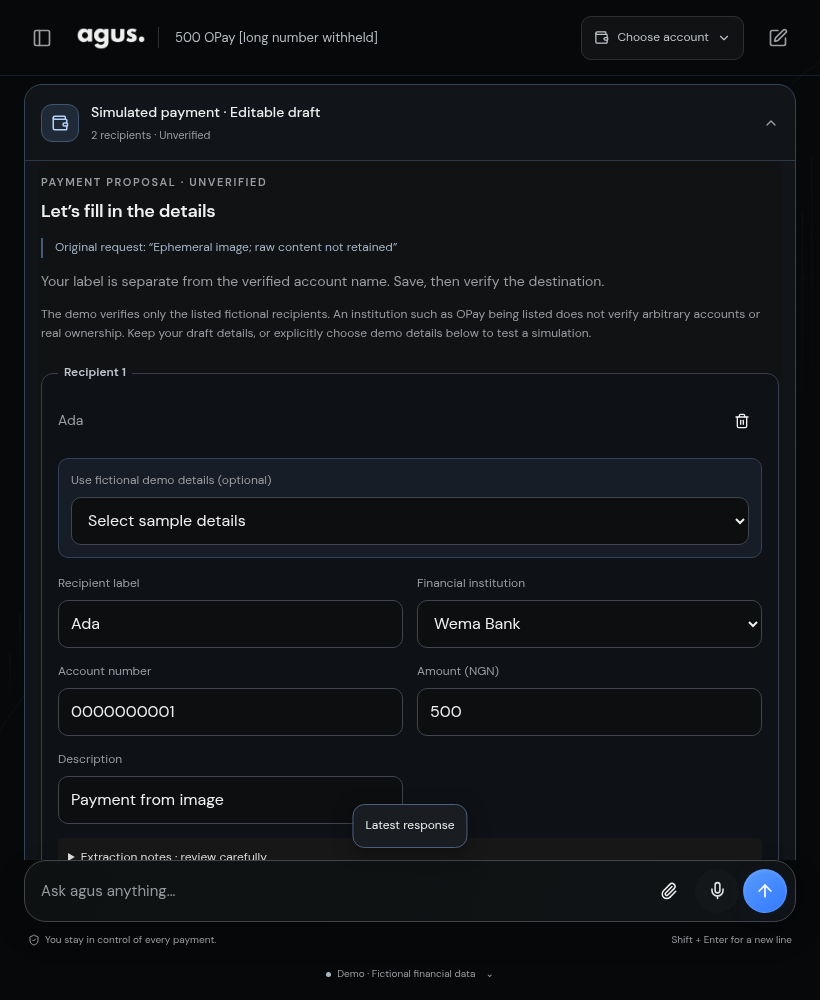 agus.
500 OPay [long number withheld]
Choose account
Simulated payment · Editable draft
2 recipients · Unverified
PAYMENT PROPOSAL · UNVERIFIED
Let’s fill in the details
Original request: “Ephemeral image; raw content not retained”
Your label is separate from the verified account name. Save, then verify the destination.
The demo verifies only the listed fictional recipients. An institution such as OPay being listed does not verify arbitrary accounts or
real ownership. Keep your draft details, or explicitly choose demo details below to test a simulation.
Recipient 1
Ada
Use fictional demo details (optional)
Select sample details
Recipient label
Financial institution
Ada
Wema Bank
Account number
Amount (NGN)
0000000001
500
Description
Payment from image
Latest response
Extraction notes · review carefully
Ask agus anything...
You stay in control of every payment.
Shift + Enter for a new line
Demo · Fictional financial data